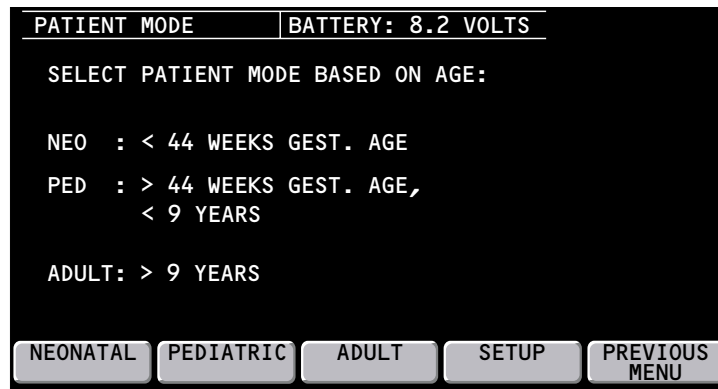 PATIENT MODE BATTERY: 8.2 VOLTS
SELECT PATIENT MODE BASED ON AGE:
NEO : < 44 WEEKS GEST. AGE
PED : > 44 WEEKS GEST. AGE,
< 9 YEARS
ADULT: > 9 YEARS
NEONATAL PEDIATRIC ADULT SETUP PREVIOUS MENU